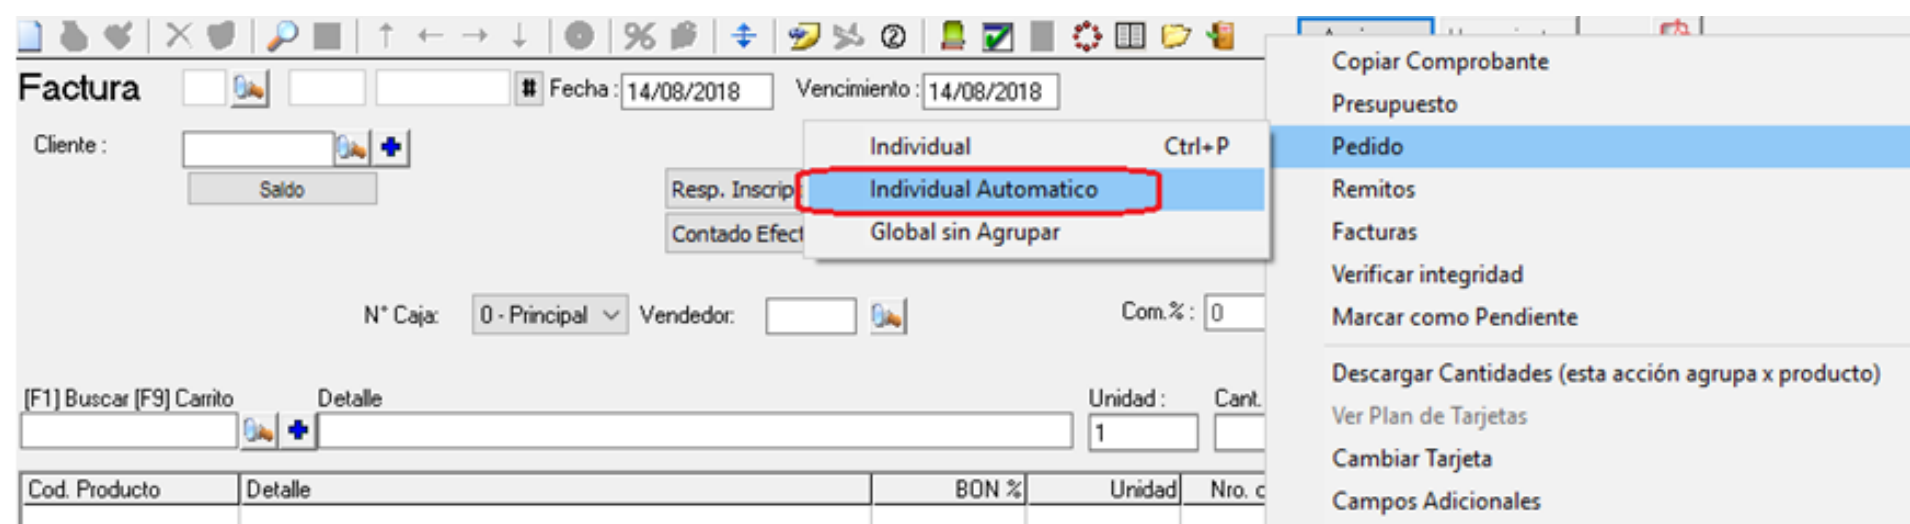 Factura
# Fecha : 14/08/2018 Vencimiento : 14/08/2018
Cliente :
Saldo
Resp. Inscrip
Contado Efect
N° Caja: 0 - Principal Vendedor: Com.% : 0
[F1] Buscar [F9] Carrito Detalle Unidad : Cant.
1
Cod. Producto Detalle BON % Unidad Nro. c
Individual Ctrl+P
Individual Automatico
Global sin Agrupar
Copiar Comprobante
Presupuesto
Pedido
Remitos
Facturas
Verificar integridad
Marcar como Pendiente
Descargar Cantidades (esta acción agrupa x producto)
Ver Plan de Tarjetas
Cambiar Tarjeta
Campos Adicionales